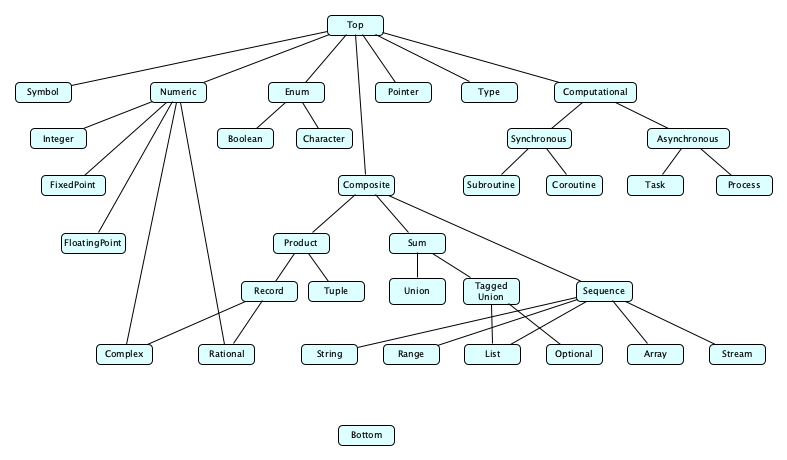 Top
Symbol
Numeric
Enum
Pointer
Type
Computational
Integer
Boolean
Character
Synchronous
Asynchronous
FixedPoint
Composite
Subroutine
Coroutine
Task
Process
FloatingPoint
Product
Sum
Record
Tuple
Union
Tagged
Union
Sequence
Complex
Rational
String
Range
List
Optional
Array
Stream
Bottom